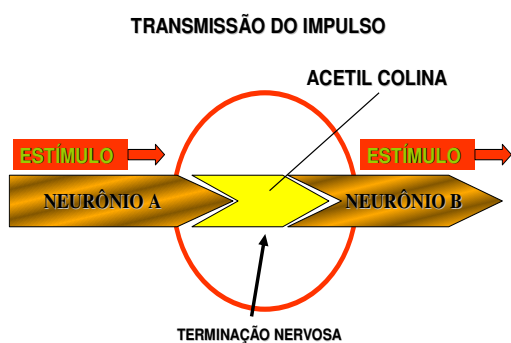 TRANSMISSÃO DO IMPULSO
ACETIL COLINA
ESTÍMULO
ESTÍMULO
NEURÔNIO A
NEURÔNIO B
TERMINAÇÃO NERVOSA